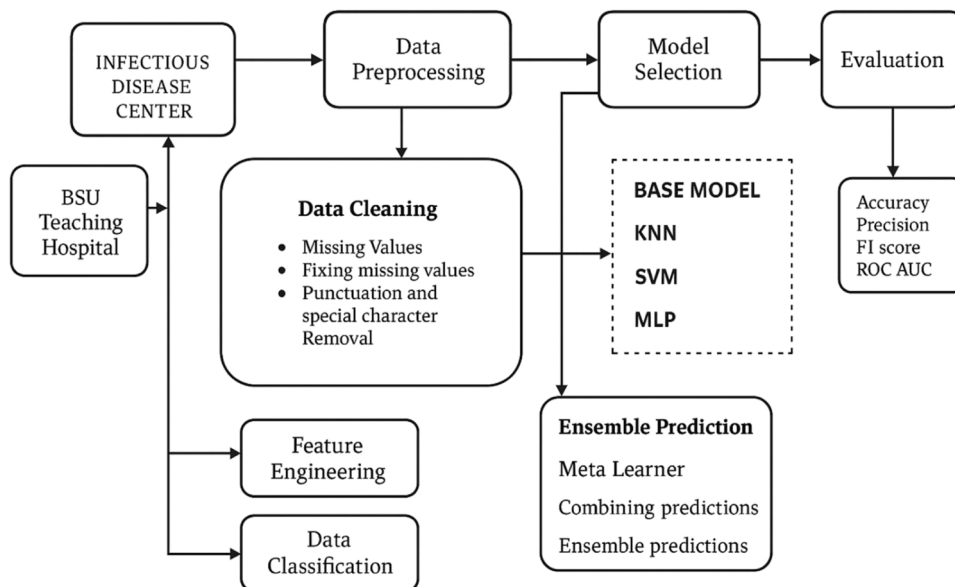 INFECTIOUS
DISEASE
CENTER
Data
Preprocessing
Model
Selection
Evaluation
BSU
Teaching
Hospital
Data Cleaning
• Missing Values
• Fixing missing values
• Punctuation and
special character
Removal
BASE MODEL
KNN
SVM
MLP
Accuracy
Precision
FI score
ROC AUC
Feature
Engineering
Data
Classification
Ensemble Prediction
Meta Learner
Combining predictions
Ensemble predictions